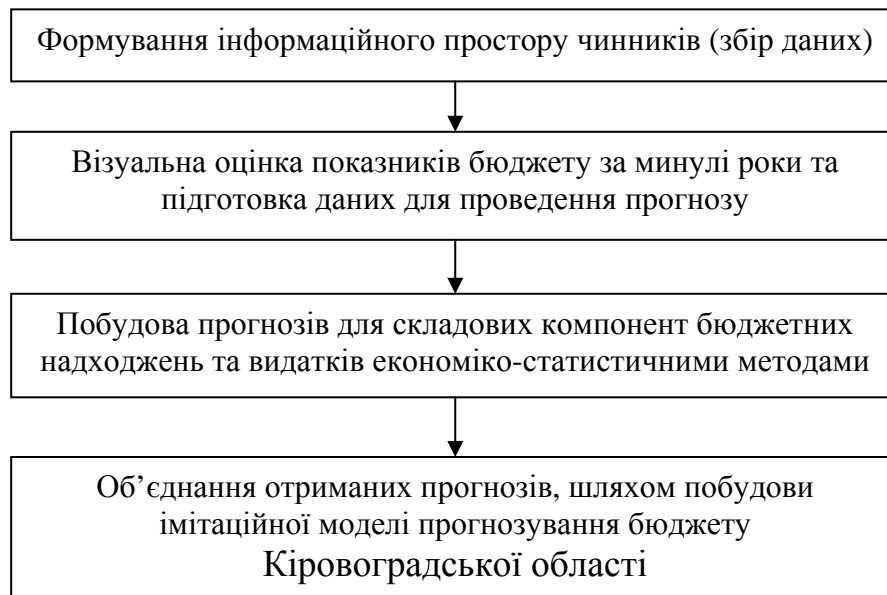 Формування інформаційного простору чинників (збір даних)
Візуальна оцінка показників бюджету за минулі роки та
підготовка даних для проведення прогнозу
Побудова прогнозів для складових компонент бюджетних
надходжень та видатків економіко-статистичними методами
Об’єднання отриманих прогнозів, шляхом побудови
імітаційної моделі прогнозування бюджету
Кіровоградської області